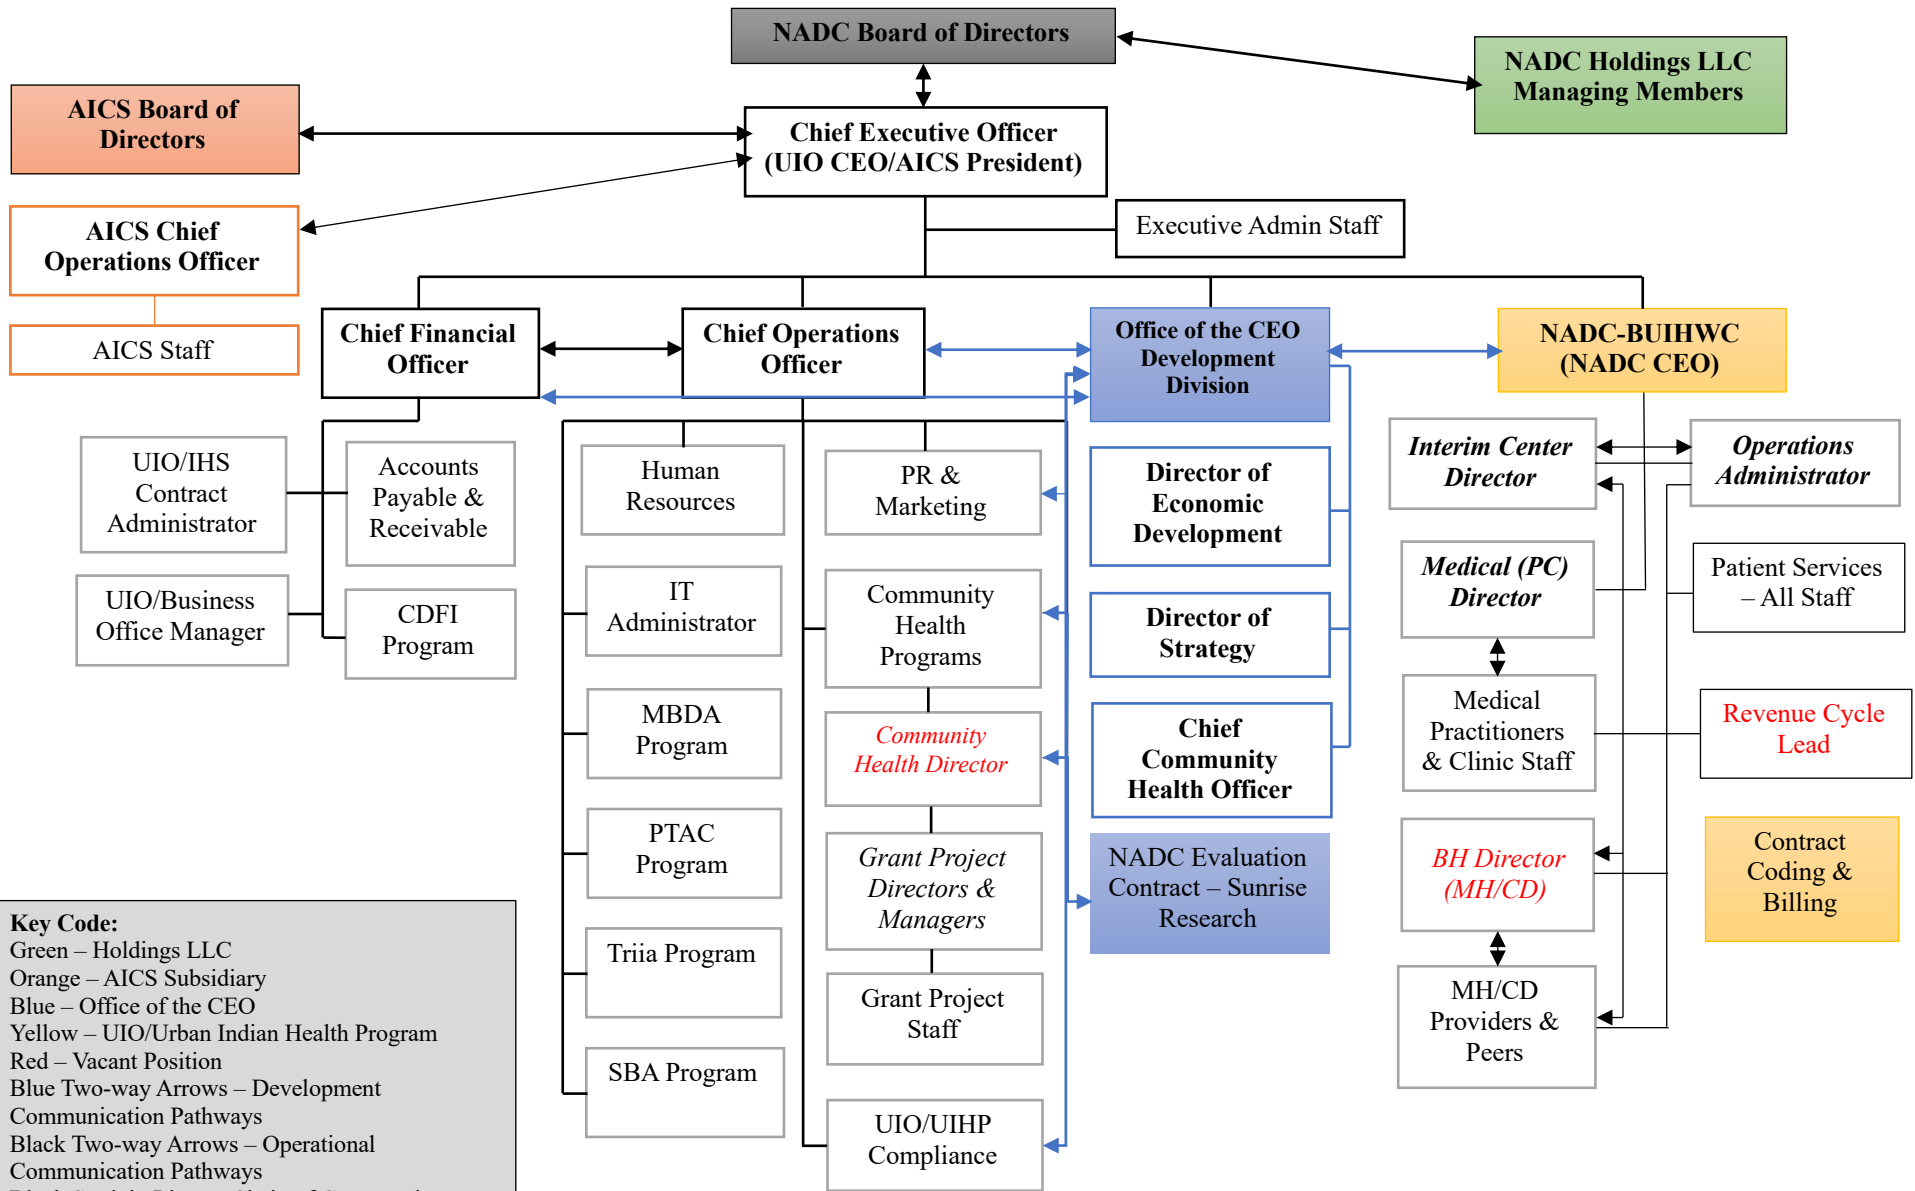 NADC Board of Directors
NADC Holdings LLC
Managing Members
AICS Board of
Directors
Chief Executive Officer
(UIO CEO/AICS President)
AICS Chief
Operations Officer
Executive Admin Staff
AICS Staff
Chief Financial
Officer
Chief Operations
Officer
Office of the CEO
Development
Division
NADC-BUIHWC
(NADC CEO)
UIO/IHS
Contract
Administrator
Accounts
Payable &
Receivable
UIO/Business
Office Manager
CDFI
Program
Human
Resources
IT
Administrator
MBDA
Program
PTAC
Program
Triia Program
SBA Program
PR &
Marketing
Community
Health
Programs
Community
Health Director
Grant Project
Directors &
Managers
Grant Project
Staff
UIO/UIHP
Compliance
Director of
Economic
Development
Director of
Strategy
Chief
Community
Health Officer
NADC Evaluation
Contract – Sunrise
Research
Interim Center
Director
Operations
Administrator
Medical (PC)
Director
Patient Services
– All Staff
Medical
Practitioners
& Clinic Staff
Revenue Cycle
Lead
BH Director
(MH/CD)
Contract
Coding &
Billing
MH/CD
Providers &
Peers
Key Code:
Green – Holdings LLC
Orange – AICS Subsidiary
Blue – Office of the CEO
Yellow – UIO/Urban Indian Health Program
Red – Vacant Position
Blue Two-way Arrows – Development
Communication Pathways
Black Two-way Arrows – Operational
Communication Pathways